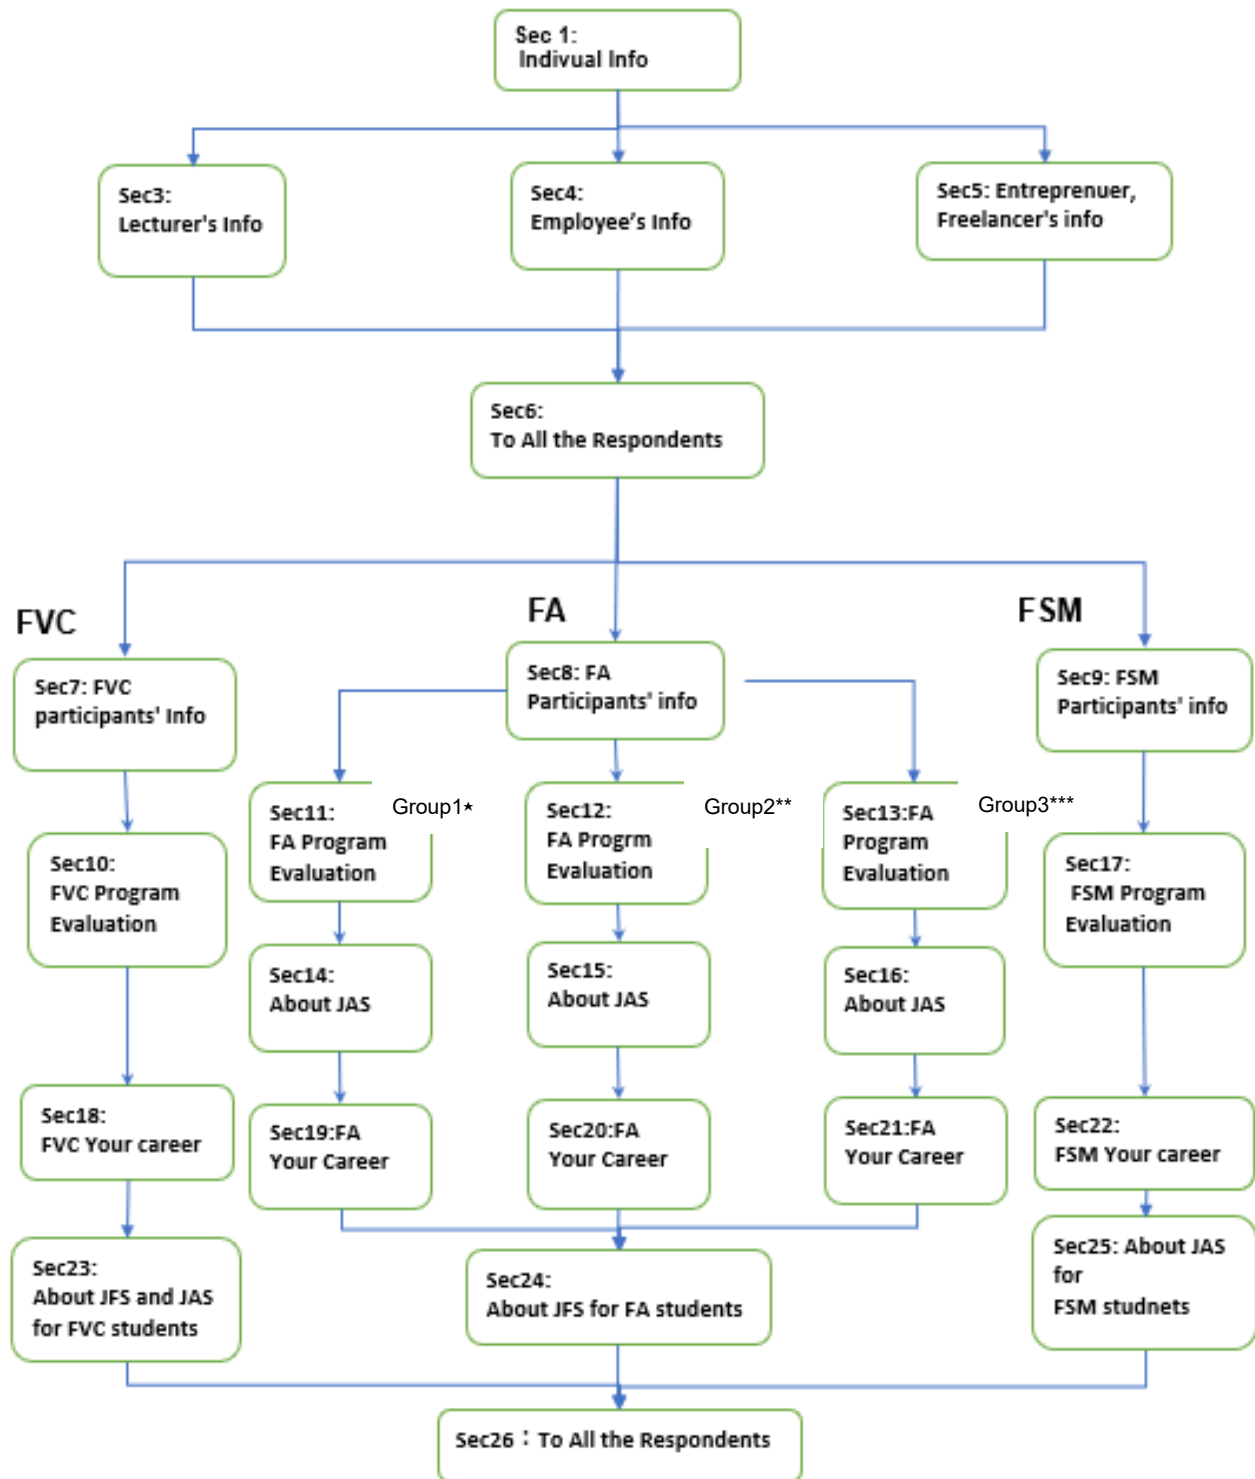 Sec 1:
Indivual Info
Sec3:
Lecturer's Info
Sec4:
Employee’s Info
Sec5: Entreprenuer,
Freelancer's info
Sec6:
To All the Respondents
FVC
FA
FSM
Sec7: FVC
participants' Info
Sec8: FA
Participants' info
Sec9: FSM
Participants' info
Sec11:
FA Program
Evaluation
Group1★
Sec12:
FA Progrm
Evaluation
Group2**
Sec13:FA
Program
Evaluation
Group3***
Sec10:
FVC Program
Evaluation
Sec17:
FSM Program
Evaluation
Sec14:
About JAS
Sec15:
About JAS
Sec16:
About JAS
Sec18:
FVC Your career
Sec19:FA
Your Career
Sec20:FA
Your Career
Sec21:FA
Your Career
Sec22:
FSM Your career
Sec23:
About JFS and JAS
for FVC students
Sec24:
About JFS for FA students
Sec25: About JAS
for
FSM studnets
Sec26：To All the Respondents